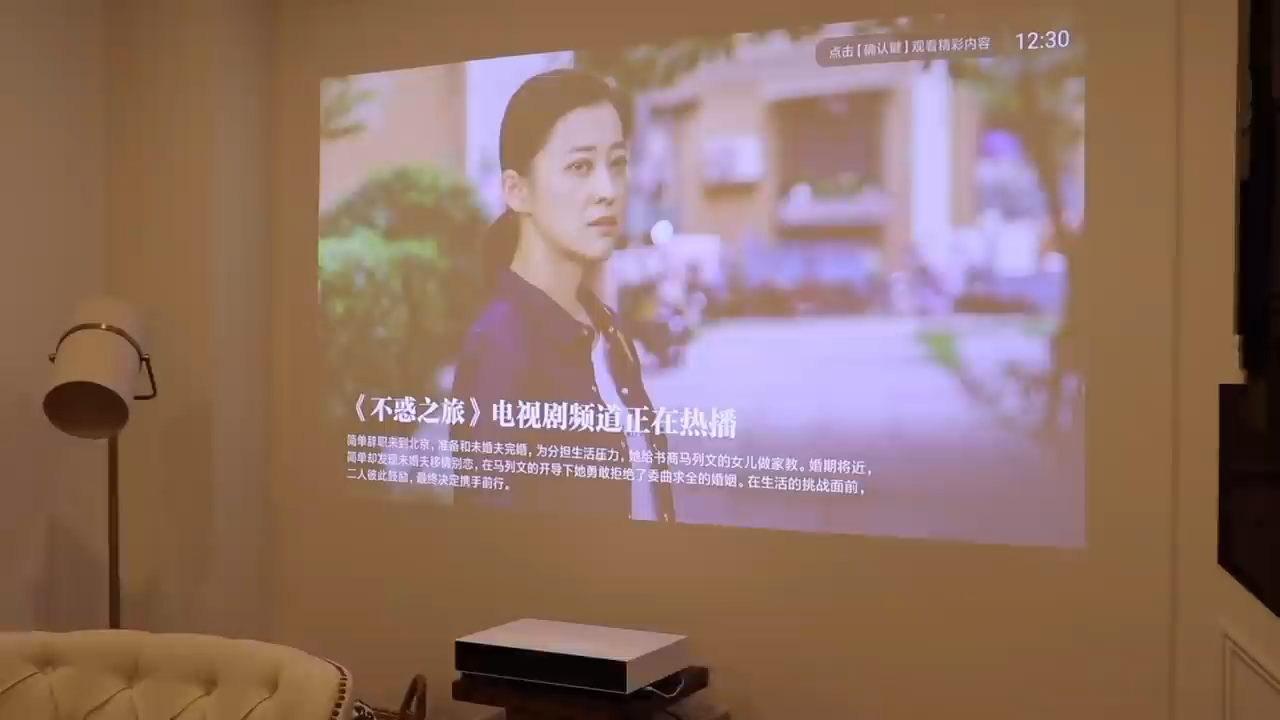 点击【确认键】观看精彩内容 12:30
《不惑之旅》电视剧频道正在热播
简单辞职来到北京，准备和未婚夫完婚，为分担生活压力，她给书商马列文的女儿做家教。婚期将近，
简单却发现未婚夫移情别恋，在马列文的开导下她勇敢拒绝了委曲求全的婚姻。在生活的挑战面前，
二人彼此鼓励，最终决定携手前行。